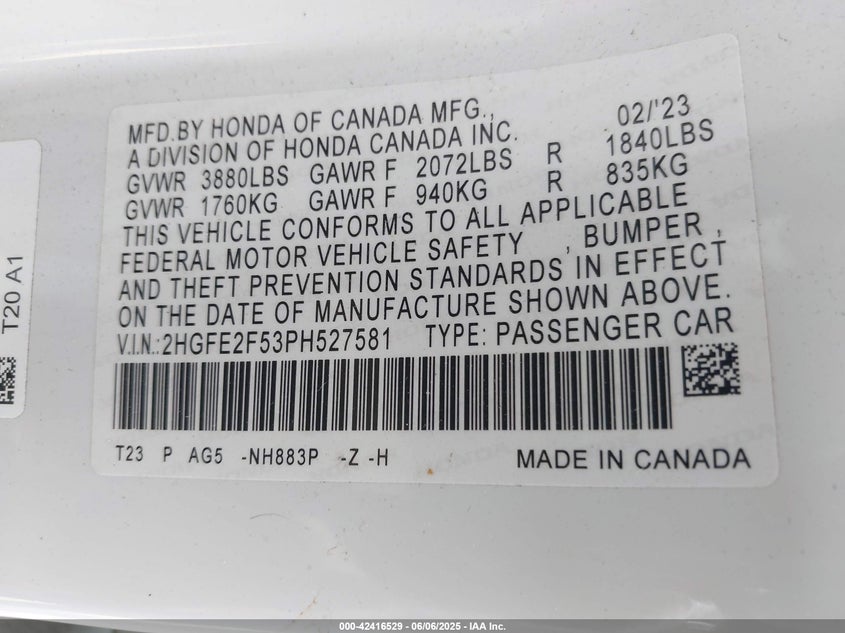 MFD.BY HONDA OF CANADA MFG., 02/'23
A DIVISION OF HONDA CANADA INC.
GVWR 3880LBS GAWR F 2072LBS R 1840LBS
GVWR 1760KG GAWR F 940KG R 835KG
THIS VEHICLE CONFORMS TO ALL APPLICABLE
FEDERAL MOTOR VEHICLE SAFETY , BUMPER ,
AND THEFT PREVENTION STANDARDS IN EFFECT
ON THE DATE OF MANUFACTURE SHOWN ABOVE.
V.I.N.:2HGFE2F53PH527581 TYPE: PASSENGER CAR
T23 P AG5 -NH883P -Z -H MADE IN CANADA
T20 A1
000-42416529 - 06/06/2025 - IAA Inc.